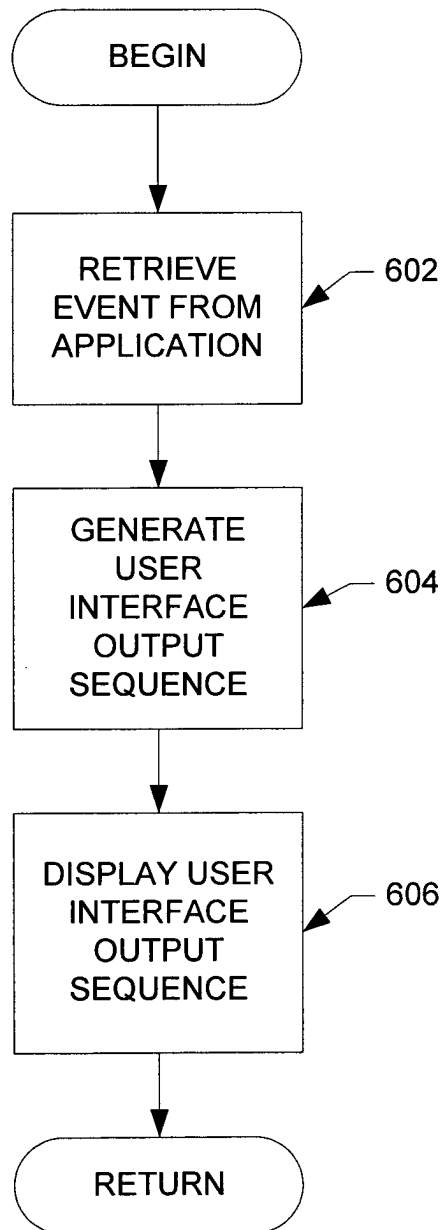 BEGIN
RETRIEVE
EVENT FROM
APPLICATION
602
GENERATE
USER
INTERFACE
OUTPUT
SEQUENCE
604
DISPLAY USER
INTERFACE
OUTPUT
SEQUENCE
606
RETURN